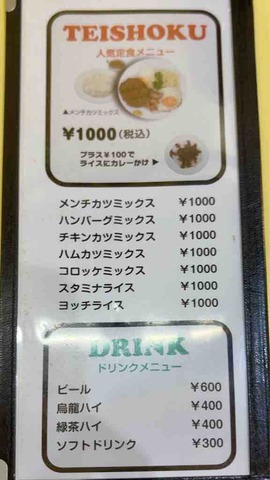 TEISHOKU
人気定食メニュー
▲メンチカツミックス
¥1000(税込)
プラス¥100で
ライスにカレーかけ▶
メンチカツミックス ¥1000
ハンバーグミックス ¥1000
チキンカツミックス ¥1000
ハムカツミックス ¥1000
コロッケミックス ¥1000
スタミナライス ¥1000
ヨッチライス ¥1000
DRINK
ドリンクメニュー
ビール ¥600
烏龍ハイ ¥400
緑茶ハイ ¥400
ソフトドリンク ¥300